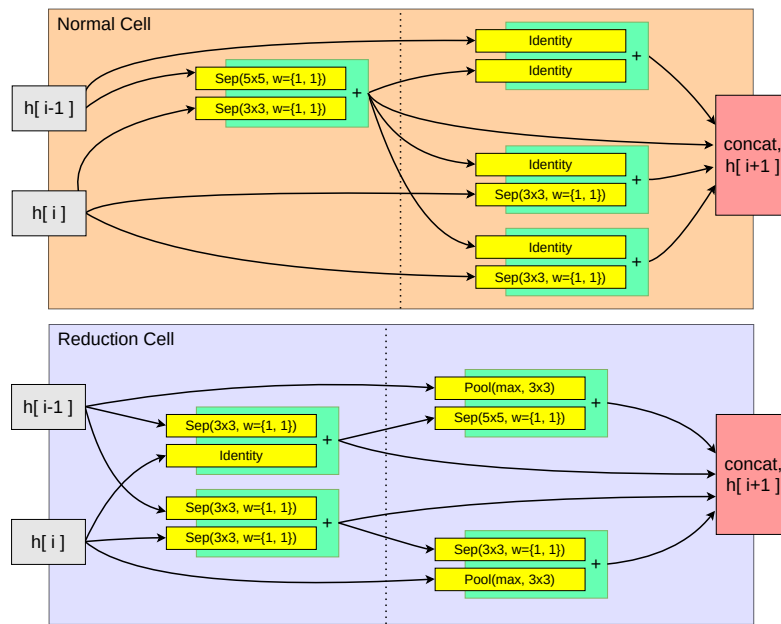 Normal Cell
h[ i-1 ]
h[ i ]
Sep(5x5, w={1, 1})
Sep(3x3, w={1, 1})
+
Identity
Identity
+
Identity
Sep(3x3, w={1, 1})
+
Identity
Sep(3x3, w={1, 1})
+
concat,
h[ i+1 ]
Reduction Cell
h[ i-1 ]
h[ i ]
Sep(3x3, w={1, 1})
Identity
+
Sep(3x3, w={1, 1})
Sep(3x3, w={1, 1})
+
Pool(max, 3x3)
Sep(5x5, w={1, 1})
+
Sep(3x3, w={1, 1})
Pool(max, 3x3)
+
concat,
h[ i+1 ]